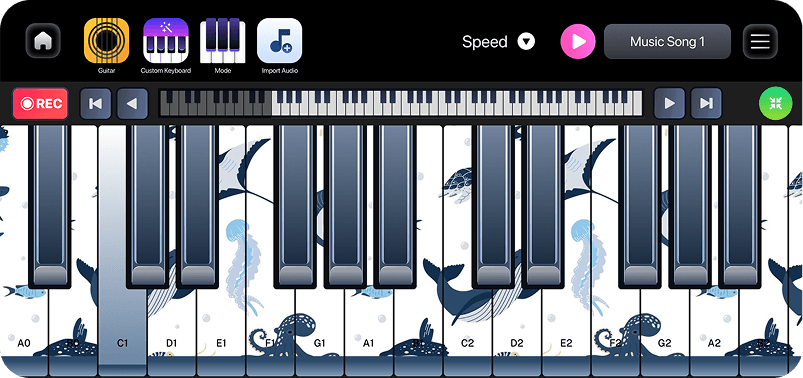 Speed
Music Song 1
Guitar
Custom Keyboard
Mode
Import Audio
REC
A0
C1
D1
E1
F1
G1
A1
C2
D2
E2
F2
G2
A2